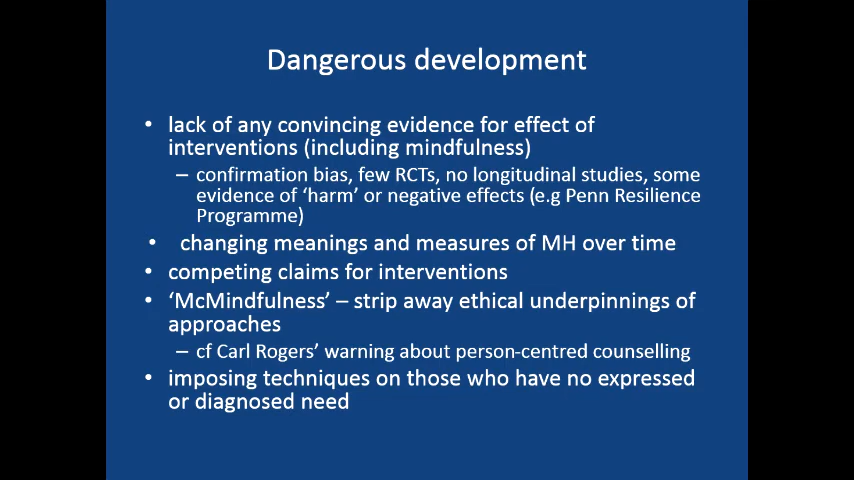 Dangerous development
• lack of any convincing evidence for effect of
interventions (including mindfulness)
– confirmation bias, few RCTs, no longitudinal studies, some
evidence of ‘harm’ or negative effects (e.g Penn Resilience
Programme)
• changing meanings and measures of MH over time
• competing claims for interventions
• ‘McMindfulness’ – strip away ethical underpinnings of
approaches
– cf Carl Rogers’ warning about person-centred counselling
• imposing techniques on those who have no expressed
or diagnosed need